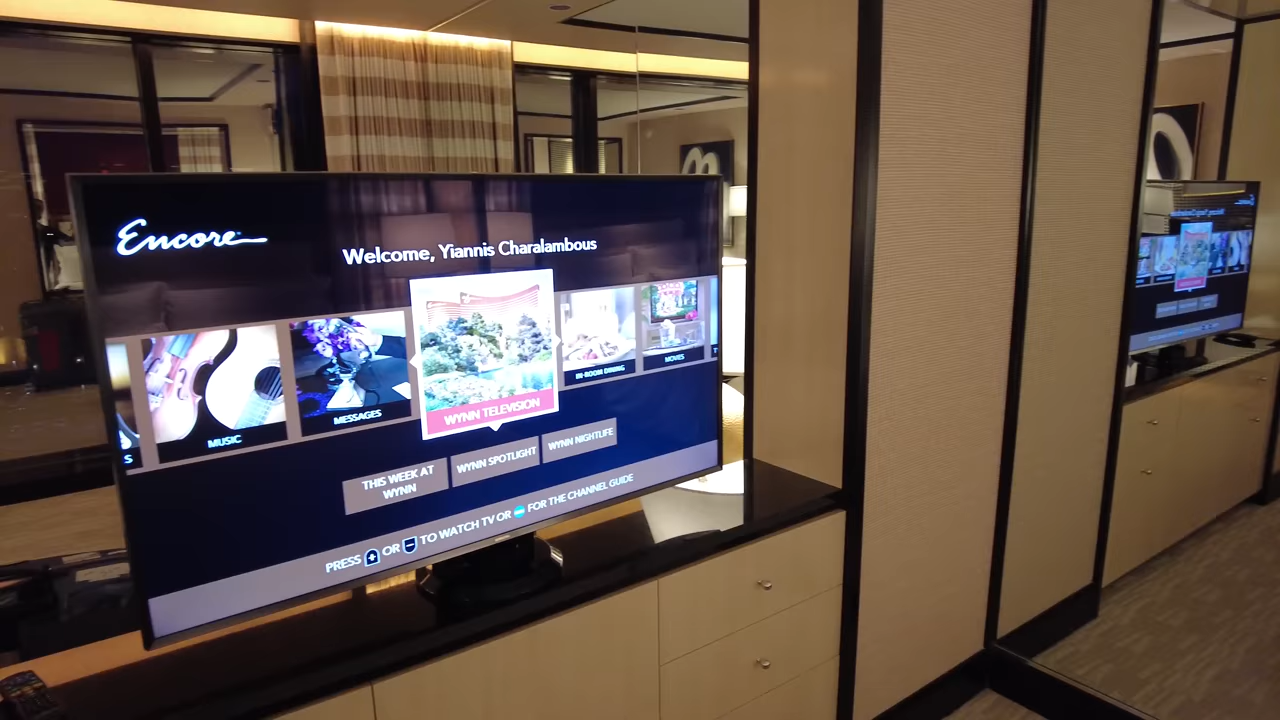 Encore
Welcome, Yiannis Charalambous
S
MUSIC
MESSAGES
WYNN TELEVISION
IN-ROOM DINING
MOVIES
T
THIS WEEK AT
WYNN
WYNN SPOTLIGHT
WYNN NIGHTLIFE
PRESS OR TO WATCH TV OR FOR THE CHANNEL GUIDE